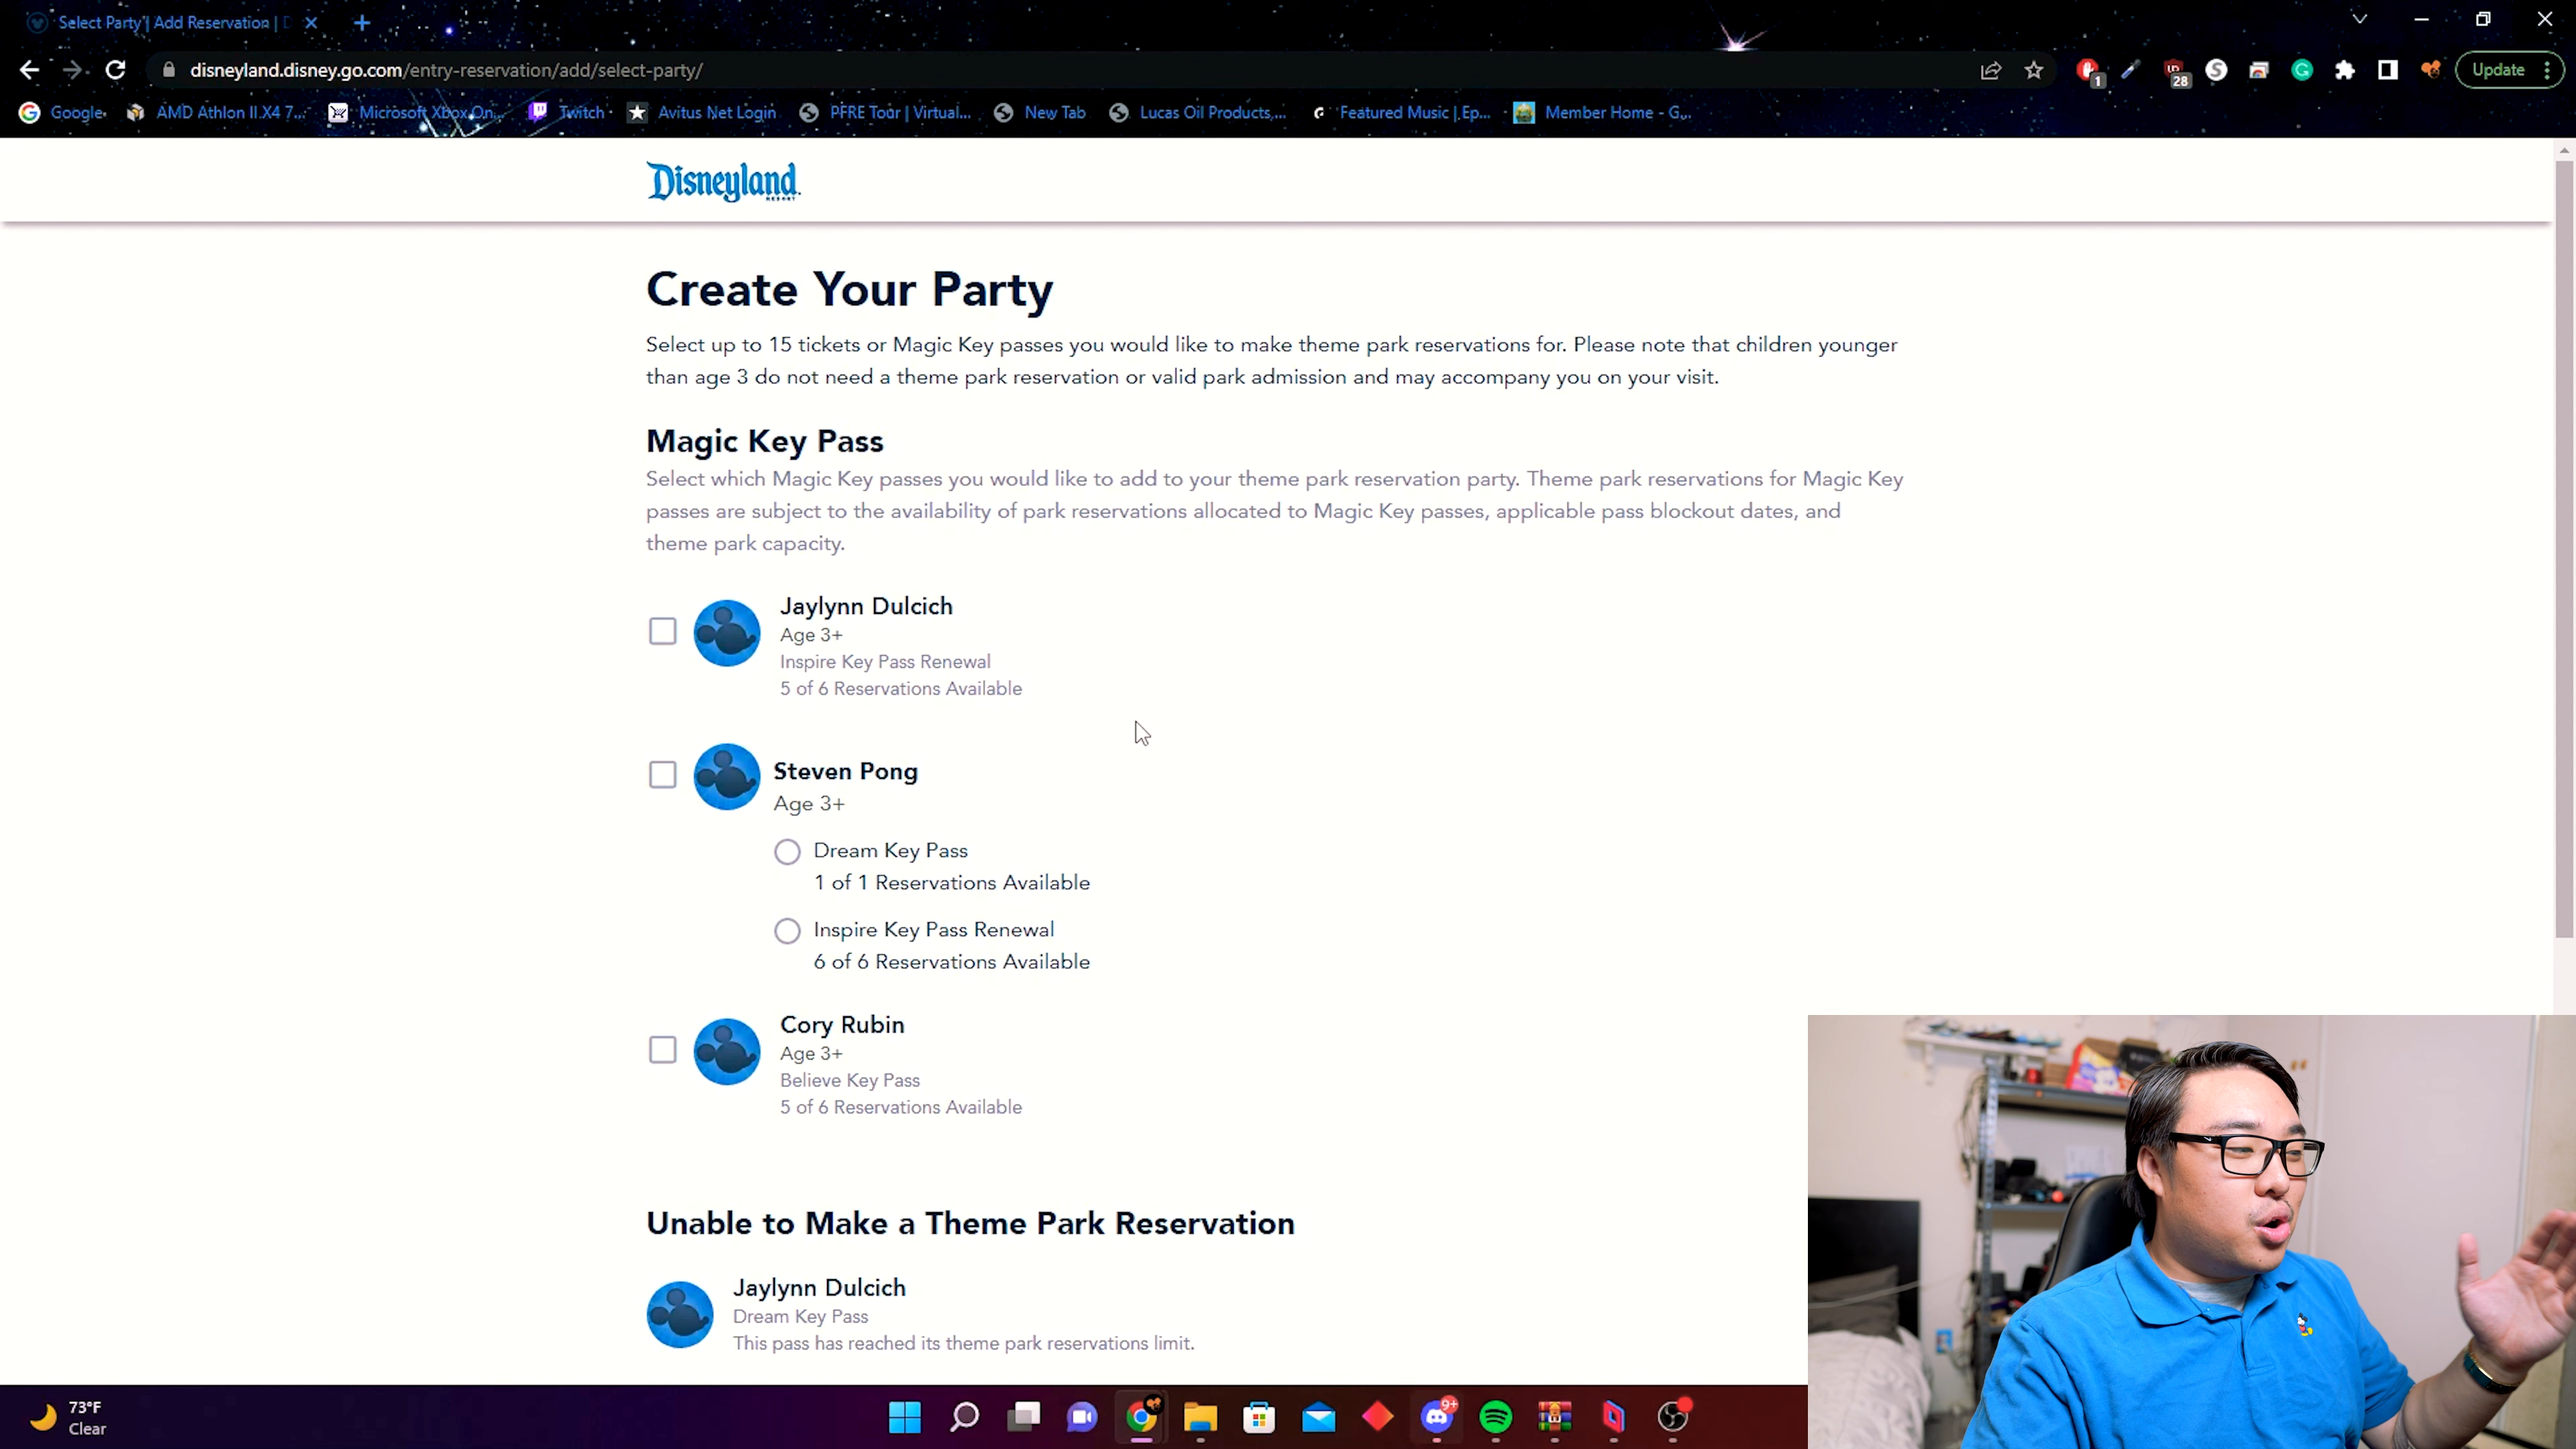 Select Party | Add Reservation |
disneyland.disney.go.com/entry-reservation/add/select-party/
1
28
Update
Google
AMD Athlon II X4 7...
Microsoft Xbox On...
Twitch
Avitus Net Login
PFRE Tour | Virtual...
New Tab
Lucas Oil Products,...
Featured Music | Ep...
Member Home - G...
Disneyland
RESORT
Create Your Party
Select up to 15 tickets or Magic Key passes you would like to make theme park reservations for. Please note that children younger
than age 3 do not need a theme park reservation or valid park admission and may accompany you on your visit.
Magic Key Pass
Select which Magic Key passes you would like to add to your theme park reservation party. Theme park reservations for Magic Key
passes are subject to the availability of park reservations allocated to Magic Key passes, applicable pass blockout dates, and
theme park capacity.
Jaylynn Dulcich
Age 3+
Inspire Key Pass Renewal
5 of 6 Reservations Available
Steven Pong
Age 3+
Dream Key Pass
1 of 1 Reservations Available
Inspire Key Pass Renewal
6 of 6 Reservations Available
Cory Rubin
Age 3+
Believe Key Pass
5 of 6 Reservations Available
Unable to Make a Theme Park Reservation
Jaylynn Dulcich
Dream Key Pass
This pass has reached its theme park reservations limit.
73°F
Clear
9+